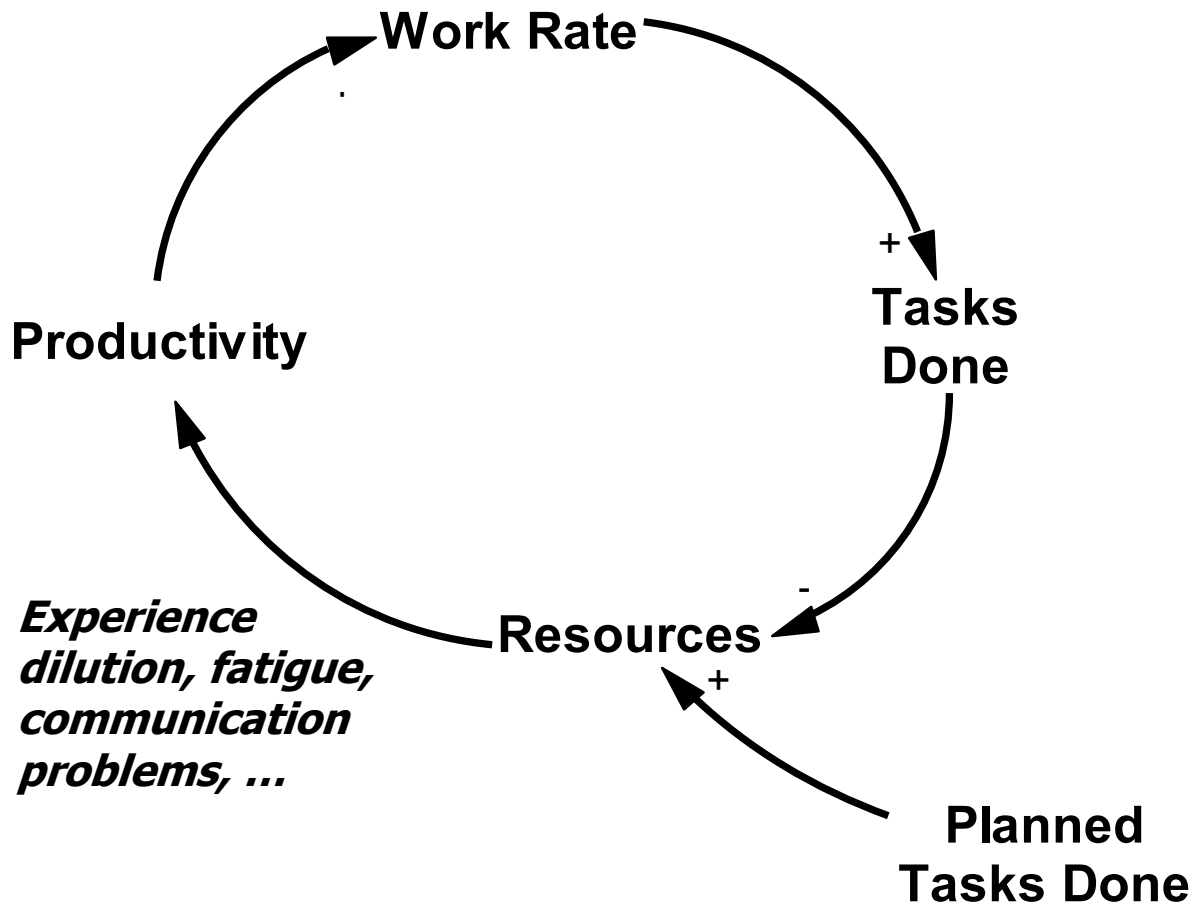 Work Rate
.
+
Tasks
Done
Productivity
-
Resources
+
Experience
dilution, fatigue,
communication
problems, ...
Planned
Tasks Done